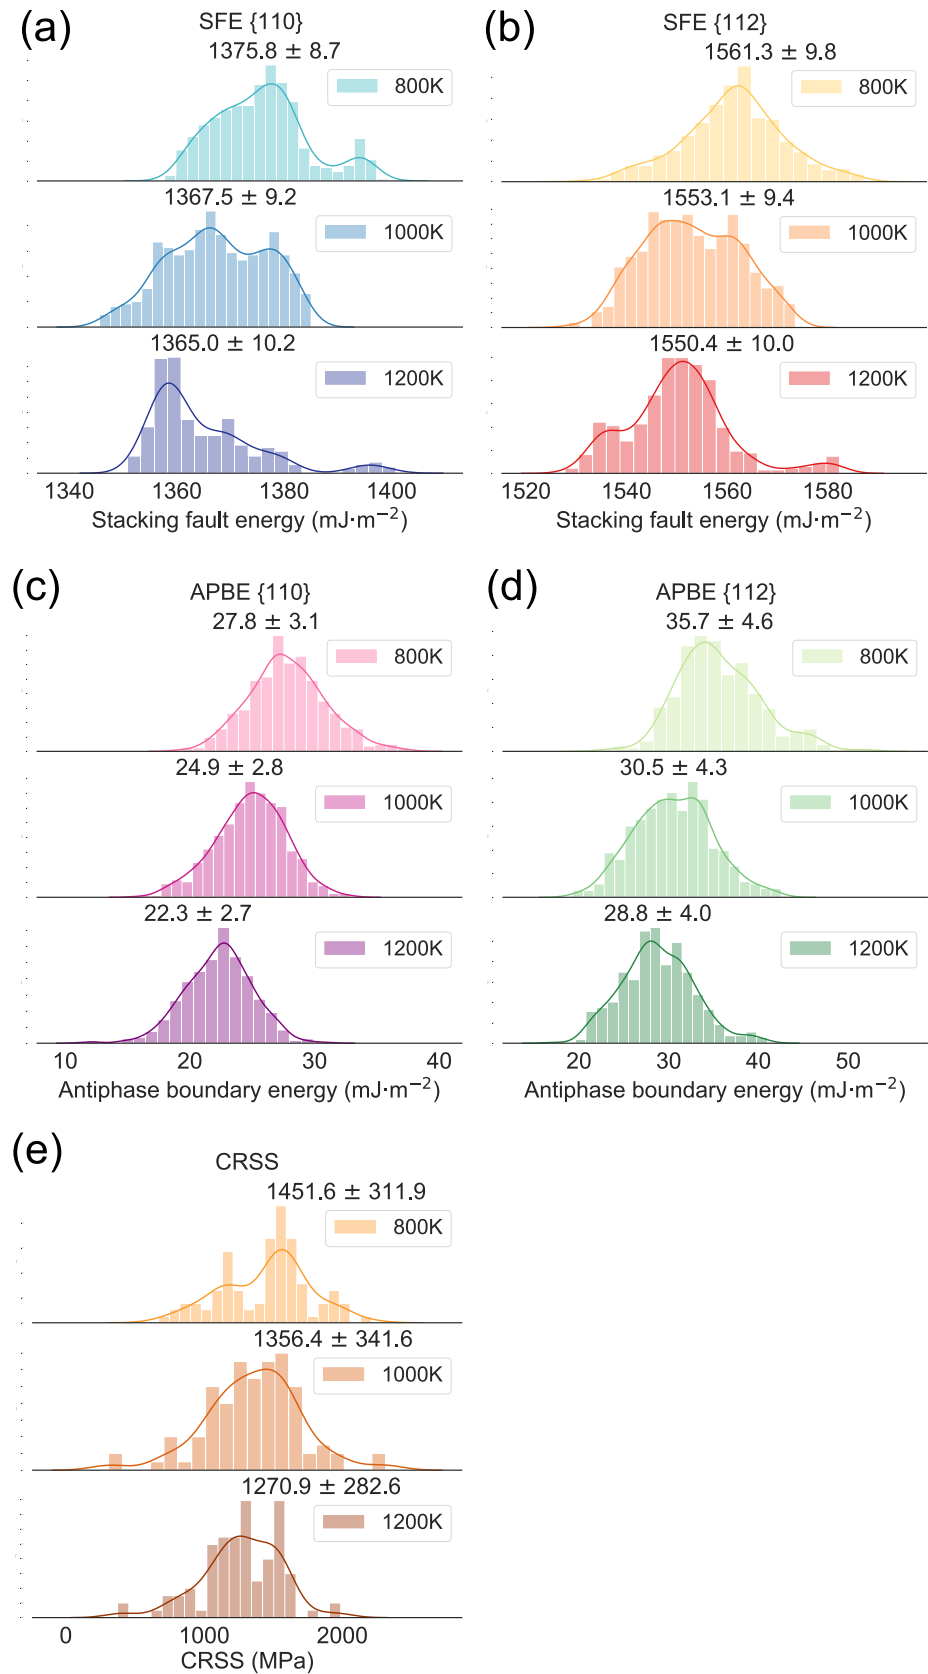 (a)
SFE {110}
1375.8 ± 8.7
800K
1367.5 ± 9.2
1000K
1365.0 ± 10.2
1200K
1340 1360 1380 1400
Stacking fault energy (mJ·m−2)
(b)
SFE {112}
1561.3 ± 9.8
800K
1553.1 ± 9.4
1000K
1550.4 ± 10.0
1200K
1520 1540 1560 1580
Stacking fault energy (mJ·m−2)
(c)
APBE {110}
27.8 ± 3.1
800K
24.9 ± 2.8
1000K
22.3 ± 2.7
1200K
10 20 30 40
Antiphase boundary energy (mJ·m−2)
(d)
APBE {112}
35.7 ± 4.6
800K
30.5 ± 4.3
1000K
28.8 ± 4.0
1200K
20 30 40 50
Antiphase boundary energy (mJ·m−2)
(e)
CRSS
1451.6 ± 311.9
800K
1356.4 ± 341.6
1000K
1270.9 ± 282.6
1200K
0 1000 2000
CRSS (MPa)